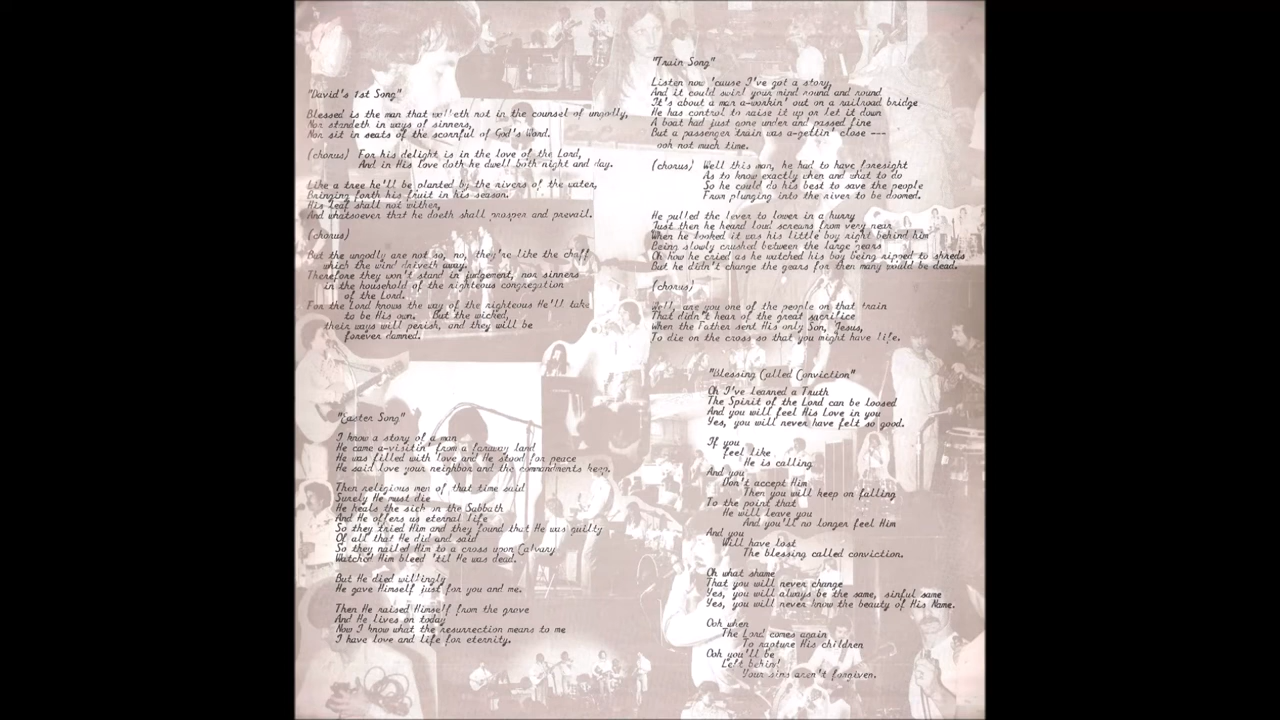 "David's 1st Song"
Blessed is the man that walketh not in the counsel of ungodly,
Nor standeth in ways of sinners,
Nor sit in seats of the scornful of God's Word.
(chorus) For his delight is in the love of the Lord,
And in His love doth he dwell both night and day.
Like a tree he'll be planted by the rivers of the water,
Bringing forth his fruit in his season.
His leaf shall not wither,
And whatsoever that he doeth shall prosper and prevail.
(chorus)
But the ungodly are not so, no, they're like the chaff
which the wind driveth away.
Therefore they won't stand in judgement, nor sinners
in the household of the righteous congregation
of the Lord.
For the Lord knows the way of the righteous He'll take
to be His own. But the wicked,
their ways will perish, and they will be
forever damned.
"Easter Song"
I know a story of a man
He came a-visitin' from a faraway land
He was filled with love and He stood for peace
He said love your neighbor and the commandments keep.
Then religious men of that time said
Surely He must die
He heals the sick on the Sabbath
And He offers us eternal life
So they tried Him and they found that He was guilty
Of all that He did and said
So they nailed Him to a cross upon Calvary
Watched Him bleed 'til He was dead.
But He died willingly
He gave Himself just for you and me.
Then He raised Himself from the grave
And He lives on today
Now I know what the resurrection means to me
I have love and life for eternity.
"Train Song"
Listen now 'cause I've got a story,
And it could swirl your mind round and round
It's about a man a-workin' out on a railroad bridge
He has control to raise it up or let it down
A boat had just gone under and passed fine
But a passenger train was a-gettin' close ---
ooh not much time.
(chorus) Well this man, he had to have foresight
As to know exactly when and what to do
So he could do his best to save the people
From plunging into the river to be doomed.
He pulled the lever to lower in a hurry
Just then he heard loud screams from very near
When he looked it was his little boy right behind him
Being slowly crushed between the large gears
Oh how he cried as he watched his boy being ripped to shreds
But he didn't change the gears for then many would be dead.
(chorus)
Well, are you one of the people on that train
That didn't hear of the great sacrifice
When the Father sent His only Son, Jesus,
To die on the cross so that you might have life.
"Blessing Called Conviction"
Oh I've learned a Truth
The Spirit of the Lord can be loosed
And you will feel His Love in you
Yes, you will never have felt so good.
If you
feel like
He is calling
And you
Don't accept Him
Then you will keep on falling
To the point that
He will leave you
And you'll no longer feel Him
And you
Will have lost
The blessing called conviction.
Oh what shame
That you will never change
Yes, you will always be the same, sinful same
Yes, you will never know the beauty of His Name.
Ooh when
The Lord comes again
To rapture His children
Ooh you'll be
Left behind
Your sins aren't forgiven.